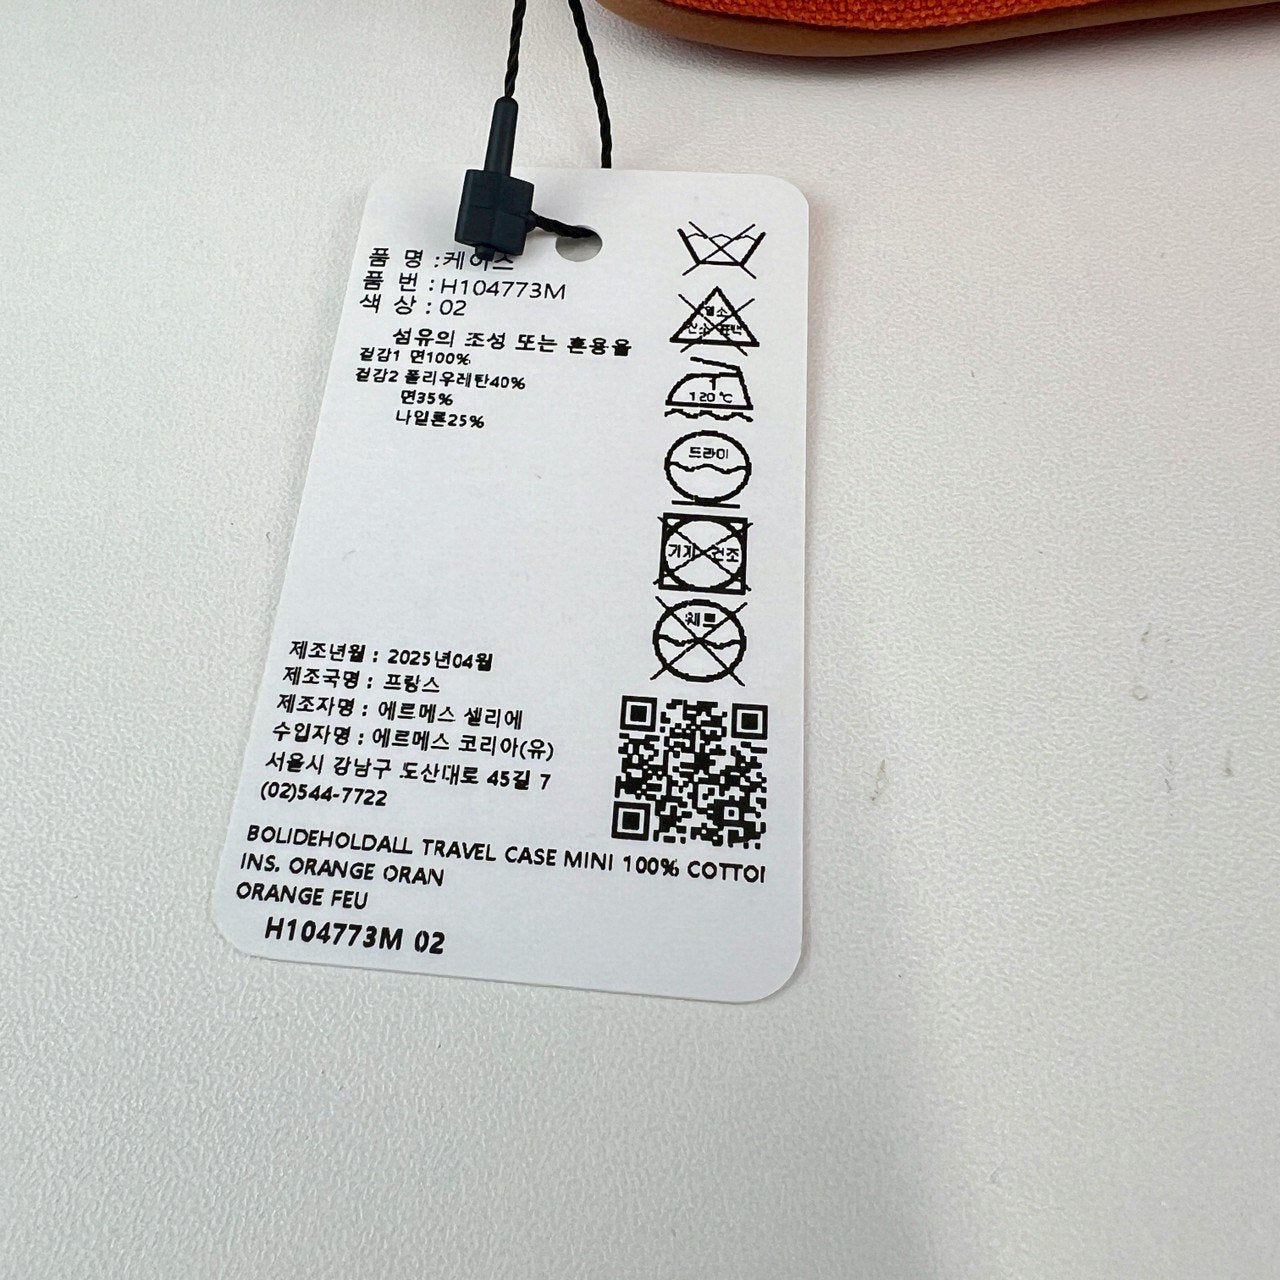 품 명 :케이스
품 번 : H104773M
색 상 : 02
섬유의 조성 또는 혼용율
겉감1 면100%
겉감2 폴리우레탄40%
면35%
나일론25%
염소
산소 표백
120℃
드라이
기계 건조
웨트
제조년월 : 2025년04월
제조국명 : 프랑스
제조자명 : 에르메스 셀리에
수입자명 : 에르메스 코리아(유)
서울시 강남구 도산대로 45길 7
(02)544-7722
BOLIDEHOLDALL TRAVEL CASE MINI 100% COTTOI
INS. ORANGE ORAN
ORANGE FEU
H104773M 02